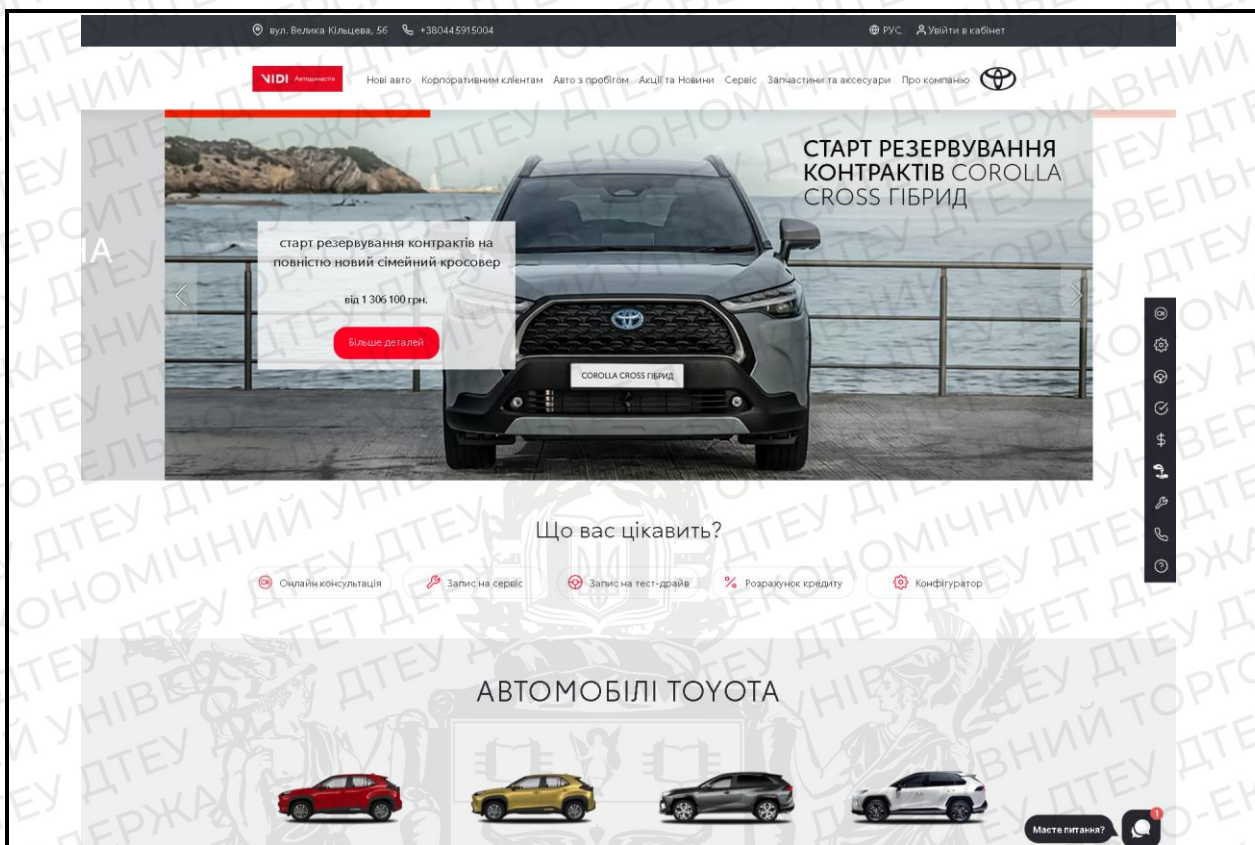 вул. Велика Кільцева, 56 +380445915004 РУС Увійти в кабінет
VIDI Автодинастія Нові авто Корпоративним клієнтам Авто з пробігом Акції та Новини Сервіс Запчастини та аксесуари Про компанію
СТАРТ РЕЗЕРВУВАННЯ
КОНТРАКТІВ COROLLA
CROSS ГІБРИД
старт резервування контрактів на
повністю новий сімейний кросовер
від 1 306 100 грн.
Більше деталей
COROLLA CROSS ГІБРИД
Що вас цікавить?
Онлайн консультація Запис на сервіс Запис на тест-драйв Розрахунок кредиту Конфігуратор
АВТОМОБІЛІ TOYOTA
Маєте питання? 1